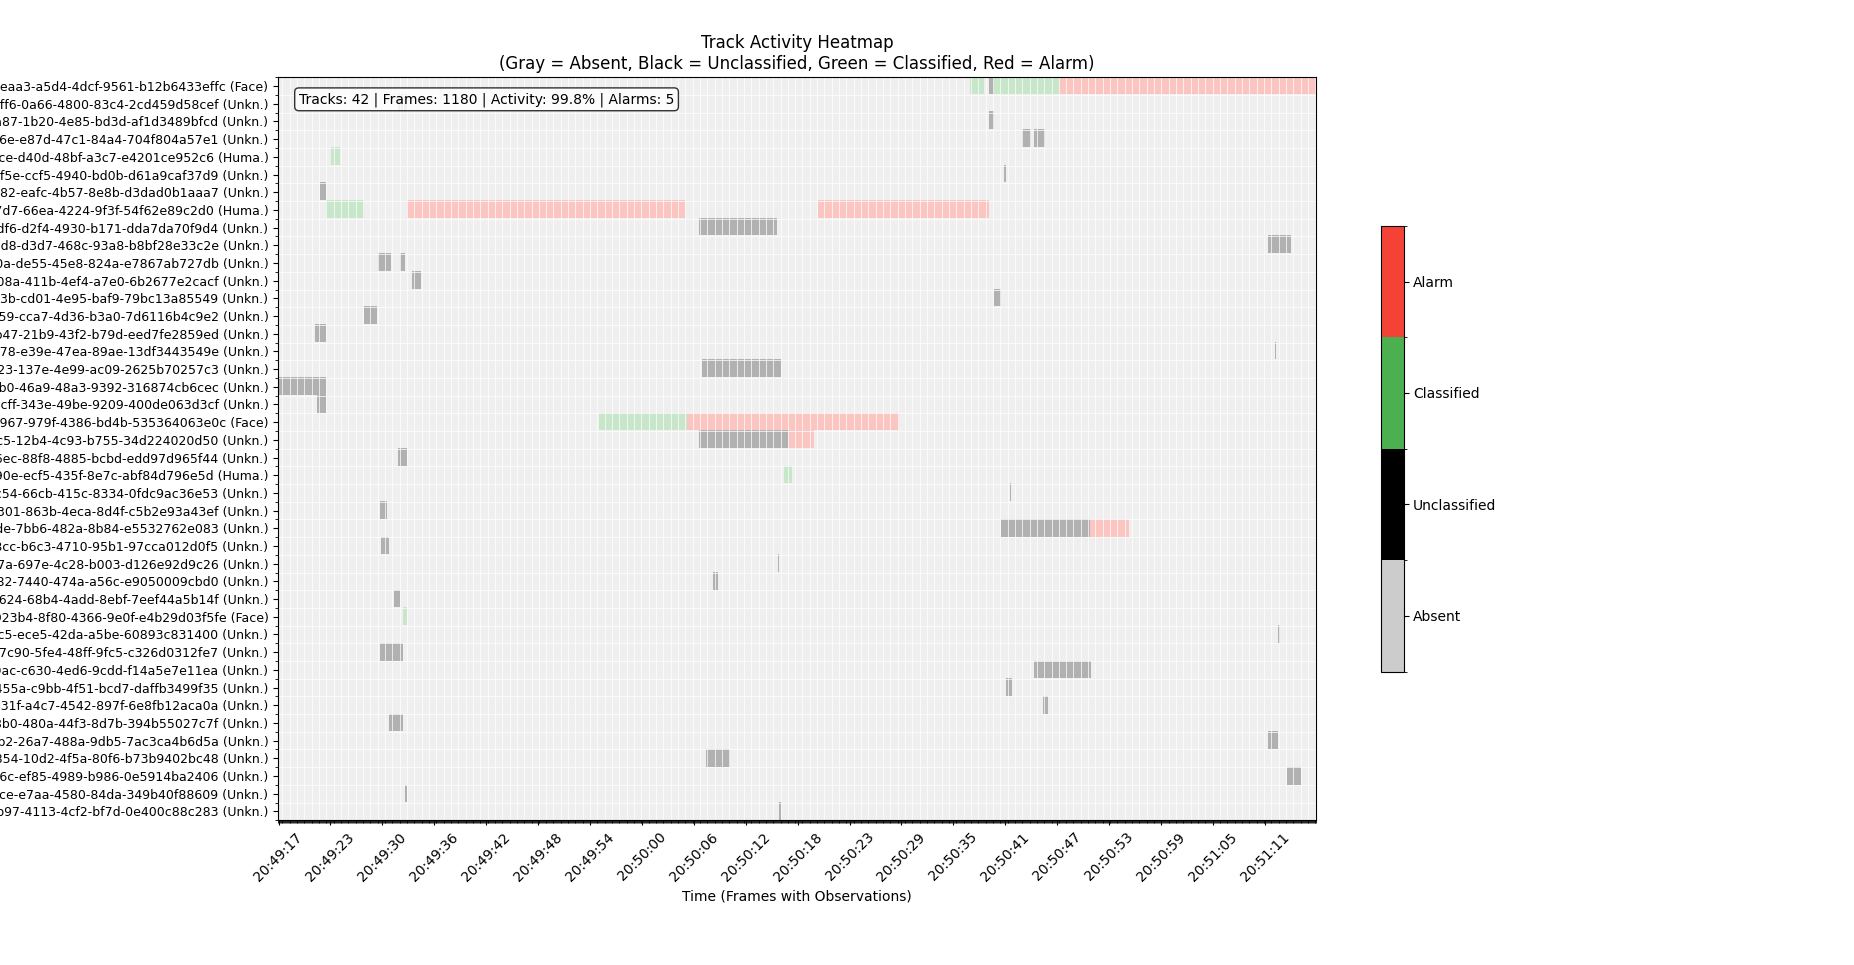 Track Activity Heatmap
(Gray = Absent, Black = Unclassified, Green = Classified, Red = Alarm)
Tracks: 42 | Frames: 1180 | Activity: 99.8% | Alarms: 5
eaa3-a5d4-4dcf-9561-b12b6433effc (Face)
ff6-0a66-4800-83c4-2cd459d58cef (Unkn.)
a87-1b20-4e85-bd3d-af1d3489bfcd (Unkn.)
6e-e87d-47c1-84a4-704f804a57e1 (Unkn.)
ce-d40d-48bf-a3c7-e4201ce952c6 (Huma.)
f5e-ccf5-4940-bd0b-d61a9caf37d9 (Unkn.)
82-eafc-4b57-8e8b-d3dad0b1aaa7 (Unkn.)
7d7-66ea-4224-9f3f-54f62e89c2d0 (Huma.)
df6-d2f4-4930-b171-dda7da70f9d4 (Unkn.)
d8-d3d7-468c-93a8-b8bf28e33c2e (Unkn.)
0a-de55-45e8-824a-e7867ab727db (Unkn.)
08a-411b-4ef4-a7e0-6b2677e2cacf (Unkn.)
3b-cd01-4e95-baf9-79bc13a85549 (Unkn.)
59-cca7-4d36-b3a0-7d6116b4c9e2 (Unkn.)
b47-21b9-43f2-b79d-eed7fe2859ed (Unkn.)
78-e39e-47ea-89ae-13df3443549e (Unkn.)
23-137e-4e99-ac09-2625b70257c3 (Unkn.)
b0-46a9-48a3-9392-316874cb6cec (Unkn.)
cff-343e-49be-9209-400de063d3cf (Unkn.)
967-979f-4386-bd4b-535364063e0c (Face)
c5-12b4-4c93-b755-34d224020d50 (Unkn.)
6ec-88f8-4885-bcbd-edd97d965f44 (Unkn.)
90e-ecf5-435f-8e7c-abf84d796e5d (Huma.)
c54-66cb-415c-8334-0fdc9ac36e53 (Unkn.)
301-863b-4eca-8d4f-c5b2e93a43ef (Unkn.)
de-7bb6-482a-8b84-e5532762e083 (Unkn.)
8cc-b6c3-4710-95b1-97cca012d0f5 (Unkn.)
7a-697e-4c28-b003-d126e92d9c26 (Unkn.)
82-7440-474a-a56c-e9050009cbd0 (Unkn.)
624-68b4-4add-8ebf-7eef44a5b14f (Unkn.)
923b4-8f80-4366-9e0f-e4b29d03f5fe (Face)
c5-ece5-42da-a5be-60893c831400 (Unkn.)
7c90-5fe4-48ff-9fc5-c326d0312fe7 (Unkn.)
9ac-c630-4ed6-9cdd-f14a5e7e11ea (Unkn.)
455a-c9bb-4f51-bcd7-daffb3499f35 (Unkn.)
31f-a4c7-4542-897f-6e8fb12aca0a (Unkn.)
8b0-480a-44f3-8d7b-394b55027c7f (Unkn.)
b2-26a7-488a-9db5-7ac3ca4b6d5a (Unkn.)
354-10d2-4f5a-80f6-b73b9402bc48 (Unkn.)
6c-ef85-4989-b986-0e5914ba2406 (Unkn.)
ce-e7aa-4580-84da-349b40f88609 (Unkn.)
b97-4113-4cf2-bf7d-0e400c88c283 (Unkn.)
20:49:17
20:49:23
20:49:30
20:49:36
20:49:42
20:49:48
20:49:54
20:50:00
20:50:06
20:50:12
20:50:18
20:50:23
20:50:29
20:50:35
20:50:41
20:50:47
20:50:53
20:50:59
20:51:05
20:51:11
Time (Frames with Observations)
Alarm
Classified
Unclassified
Absent